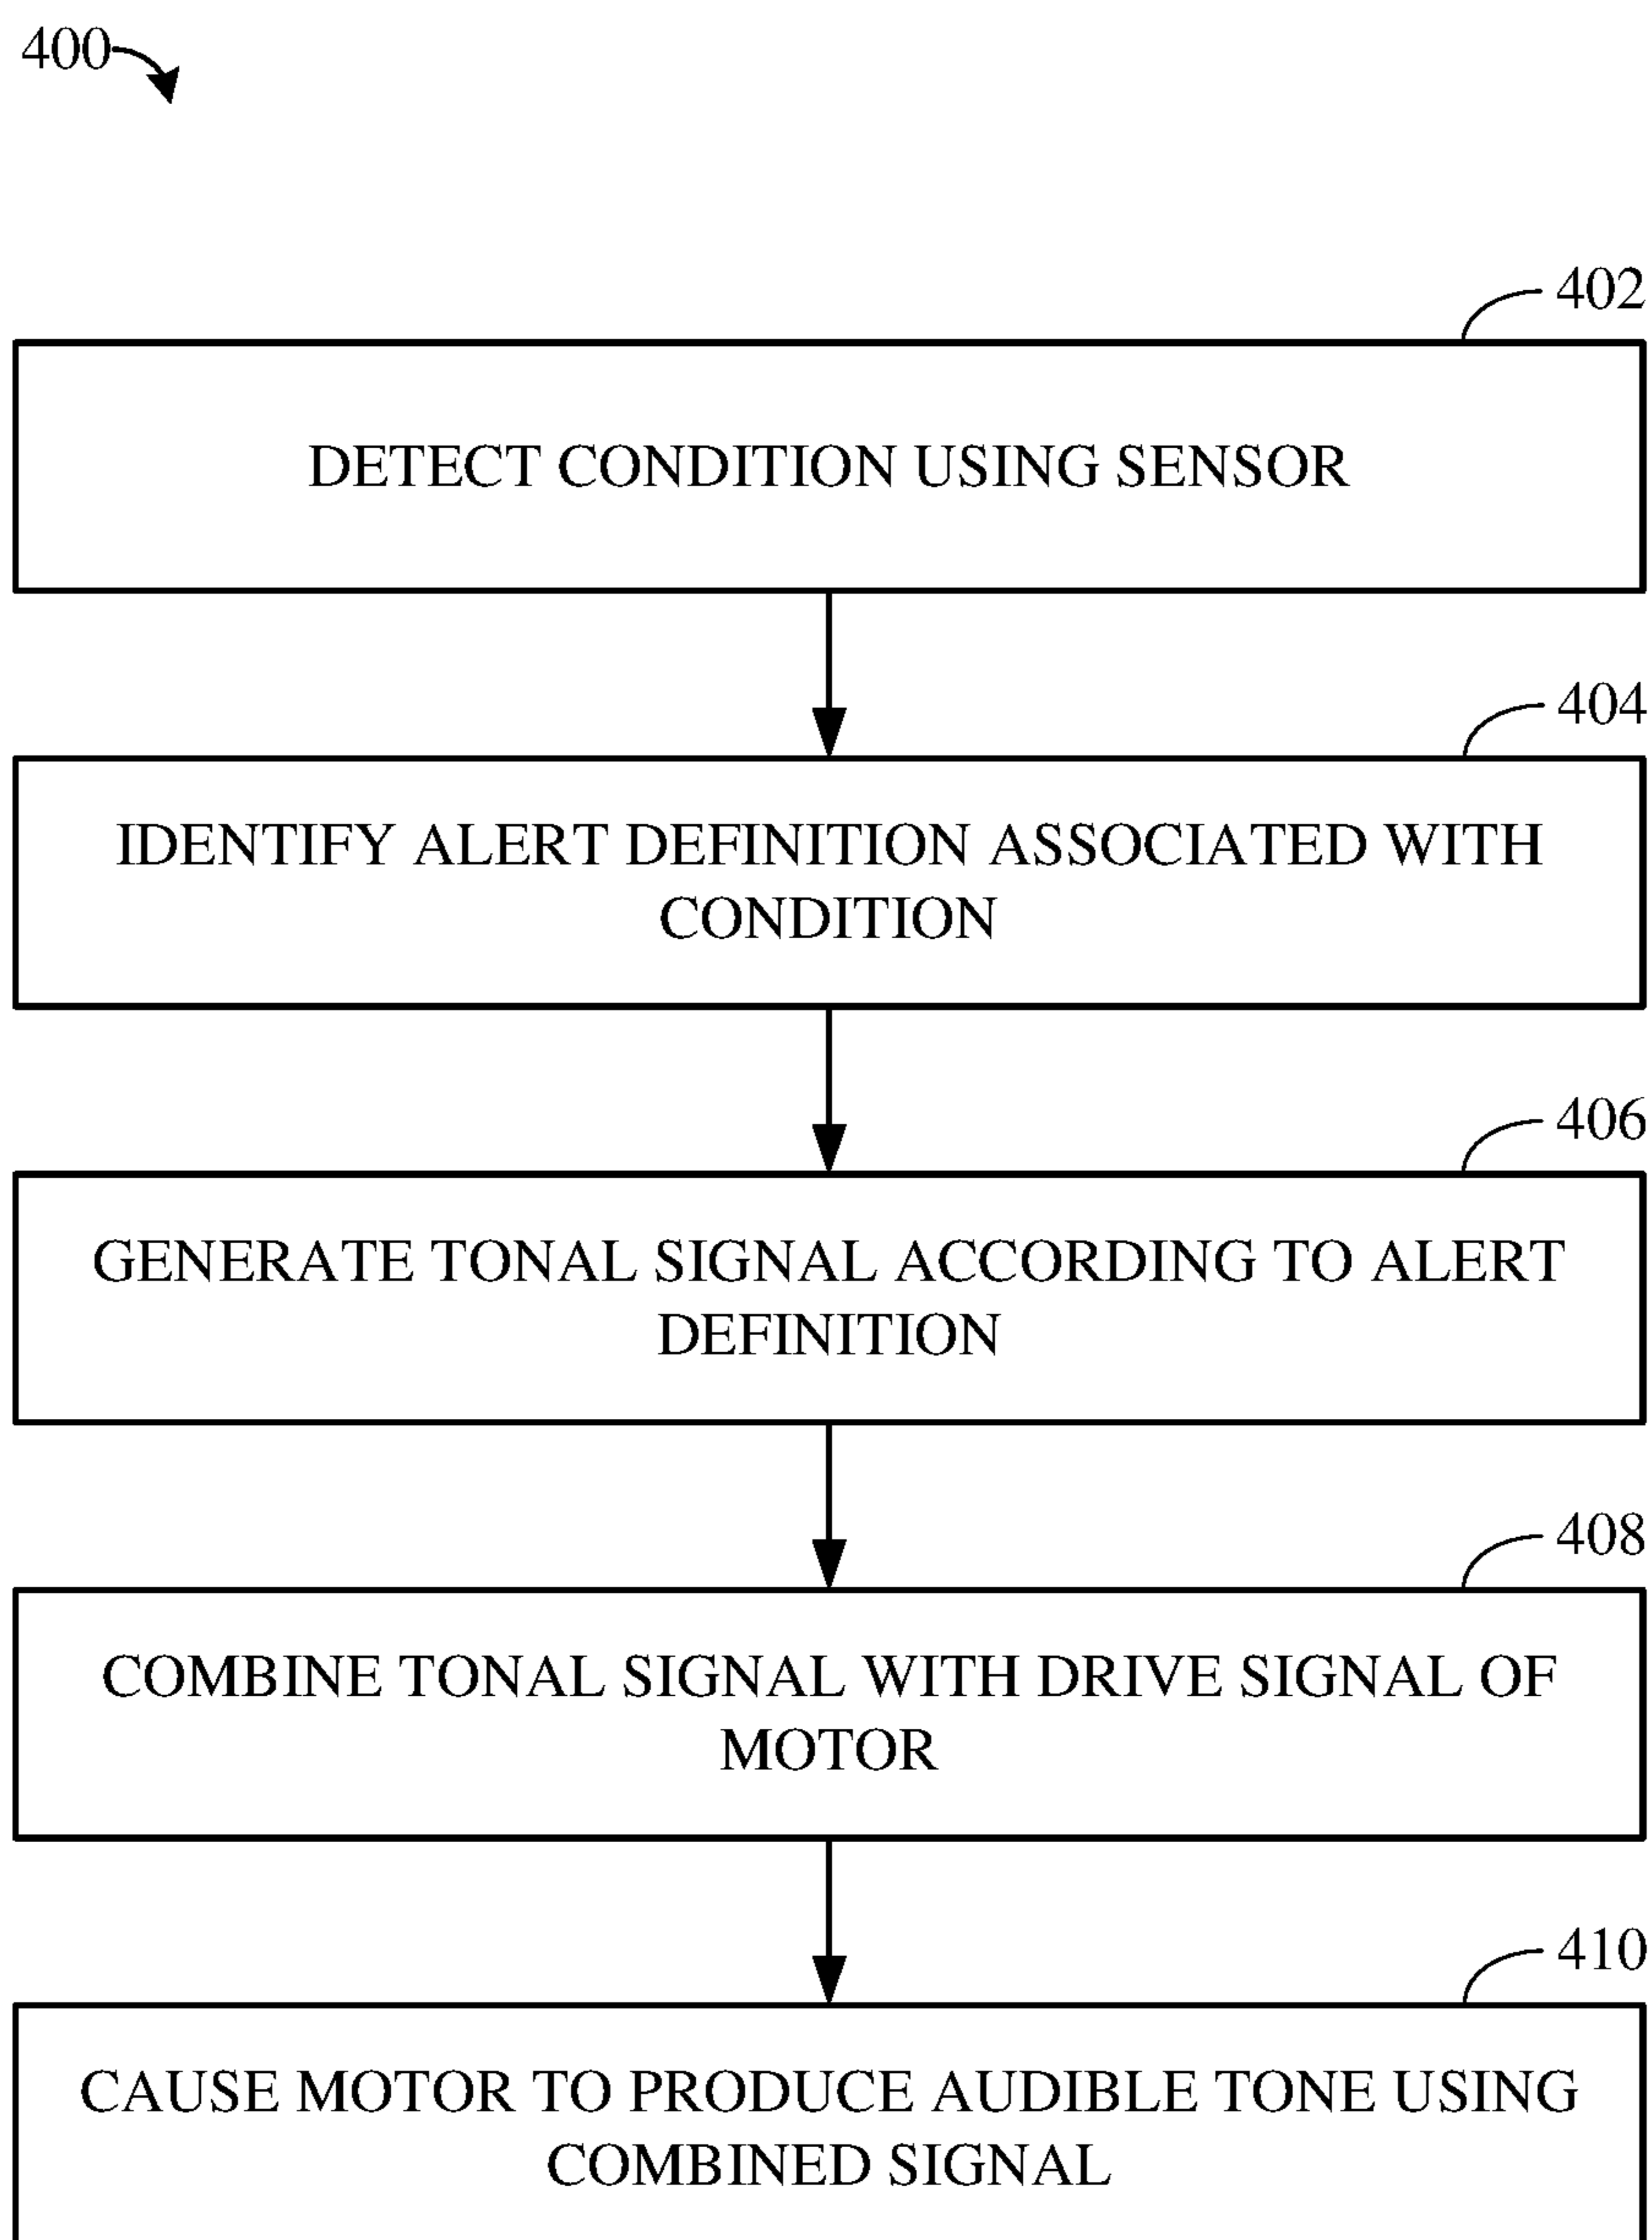 400
402
DETECT CONDITION USING SENSOR
404
IDENTIFY ALERT DEFINITION ASSOCIATED WITH
CONDITION
406
GENERATE TONAL SIGNAL ACCORDING TO ALERT
DEFINITION
408
COMBINE TONAL SIGNAL WITH DRIVE SIGNAL OF
MOTOR
410
CAUSE MOTOR TO PRODUCE AUDIBLE TONE USING
COMBINED SIGNAL